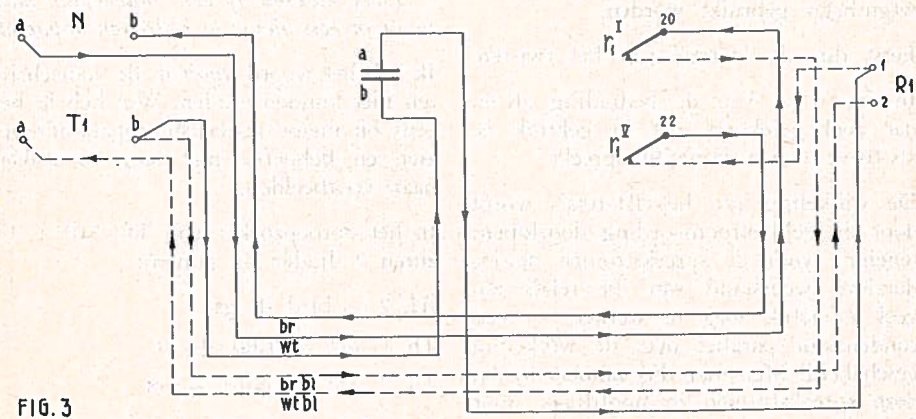 a N b
a
b
r₁ᴵ 20
1
R1
2
a T1 b
r₁ⱽ 22
br
wt
br bl
wt bl
FIG.3